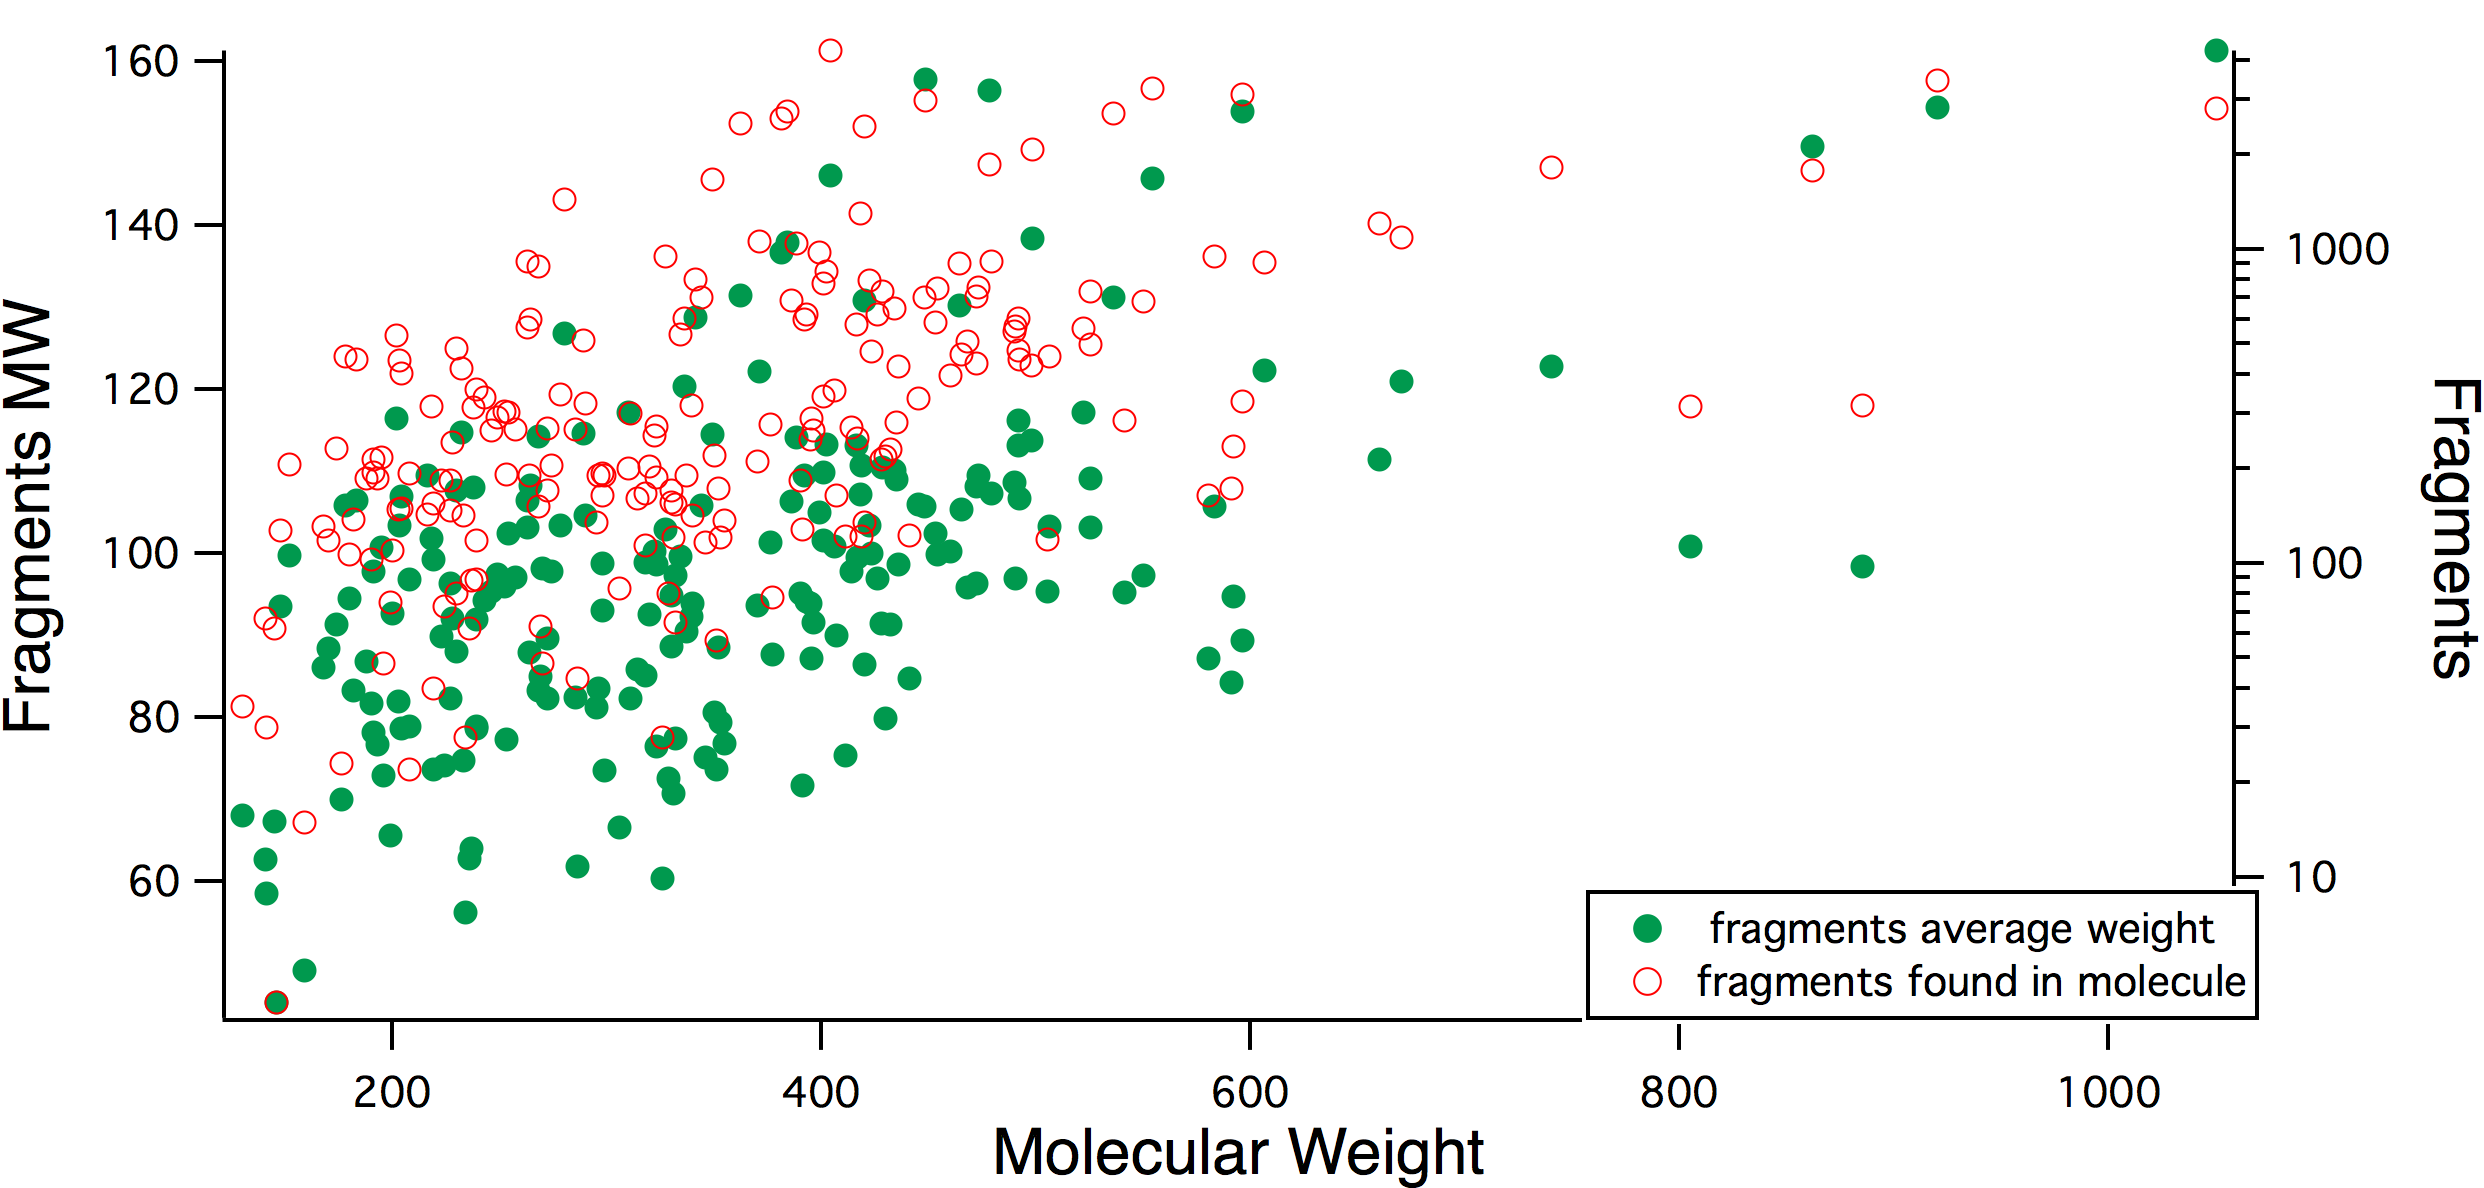 160
140
120
100
80
60
Fragments MW
1000
100
10
Fragments
fragments average weight
fragments found in molecule
200
400
600
800
1000
Molecular Weight